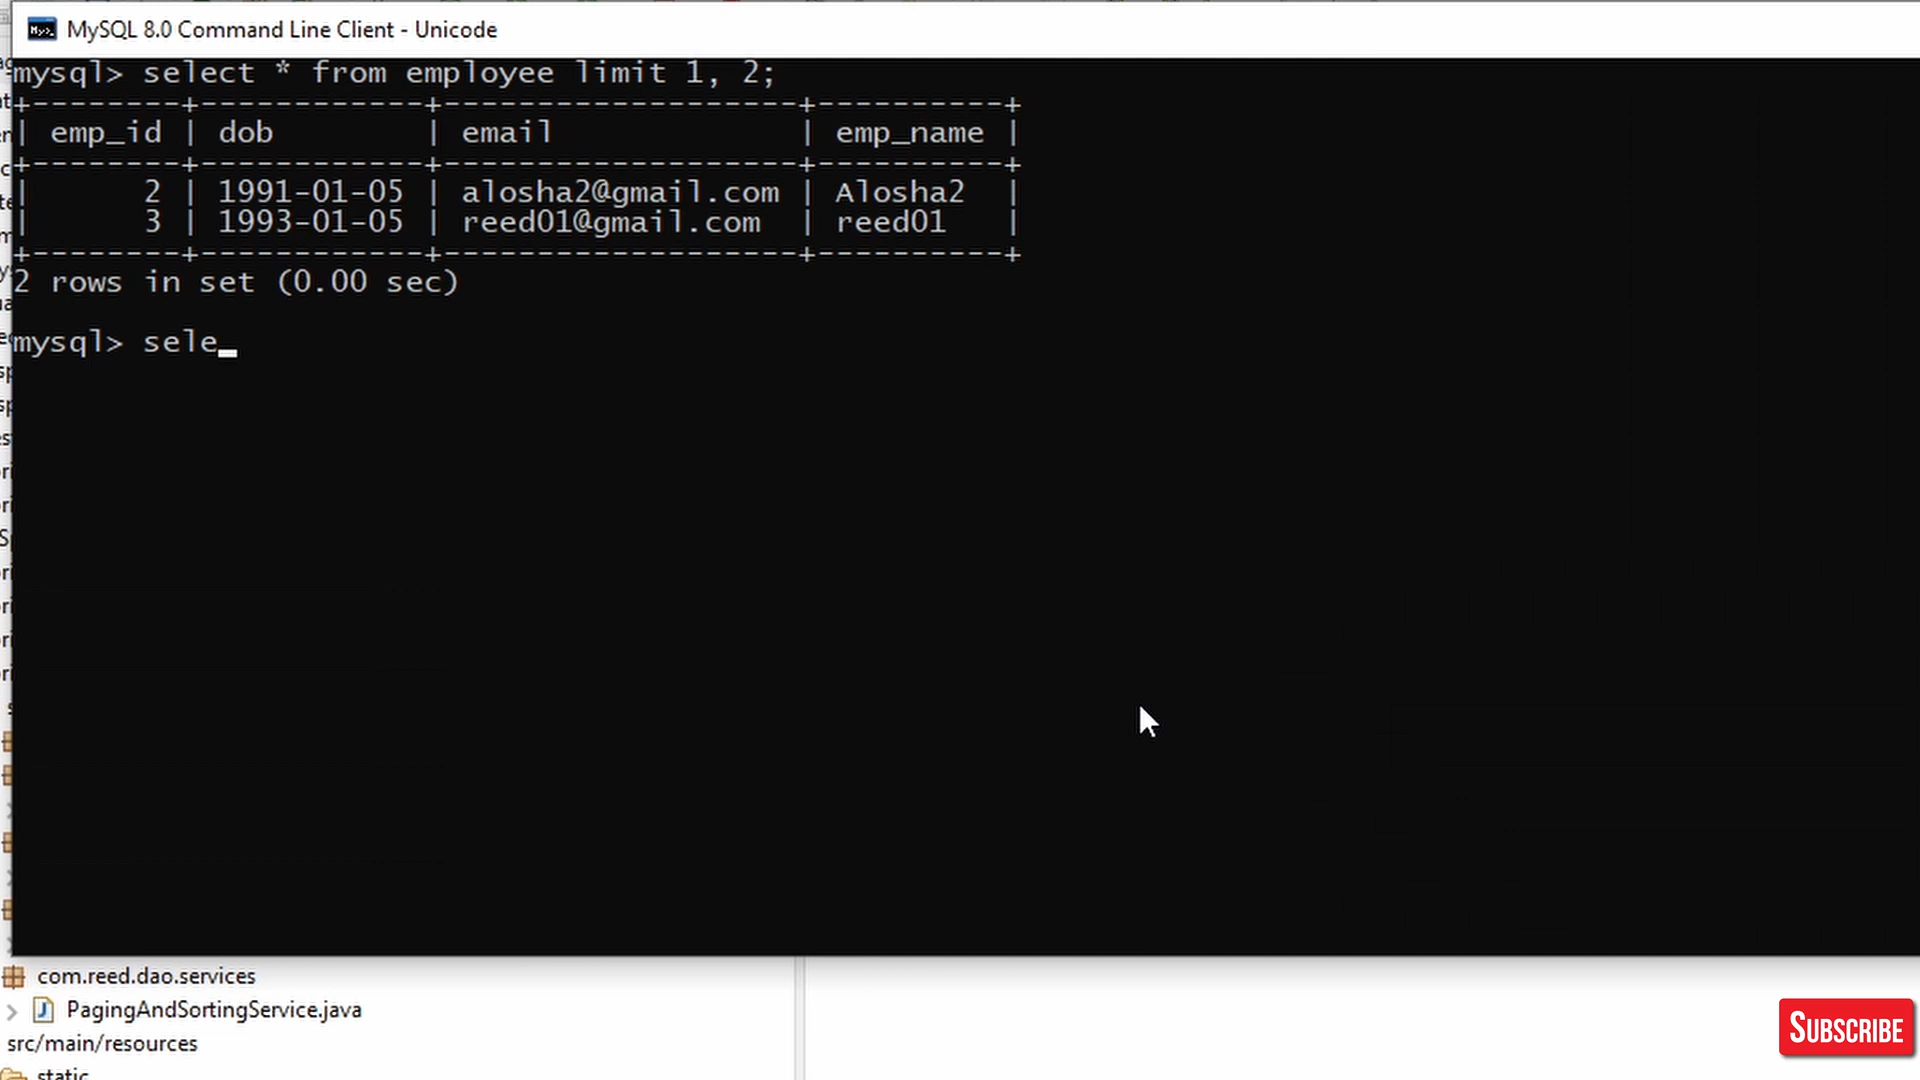 MySQL 8.0 Command Line Client - Unicode
mysql> select * from employee limit 1, 2;
+--------+------------+-------------------+----------+
| emp_id | dob        | email             | emp_name |
+--------+------------+-------------------+----------+
|      2 | 1991-01-05 | alosha2@gmail.com | Alosha2  |
|      3 | 1993-01-05 | reed01@gmail.com  | reed01   |
+--------+------------+-------------------+----------+
2 rows in set (0.00 sec)
mysql> sele_
com.reed.dao.services
PagingAndSortingService.java
src/main/resources
static
SUBSCRIBE